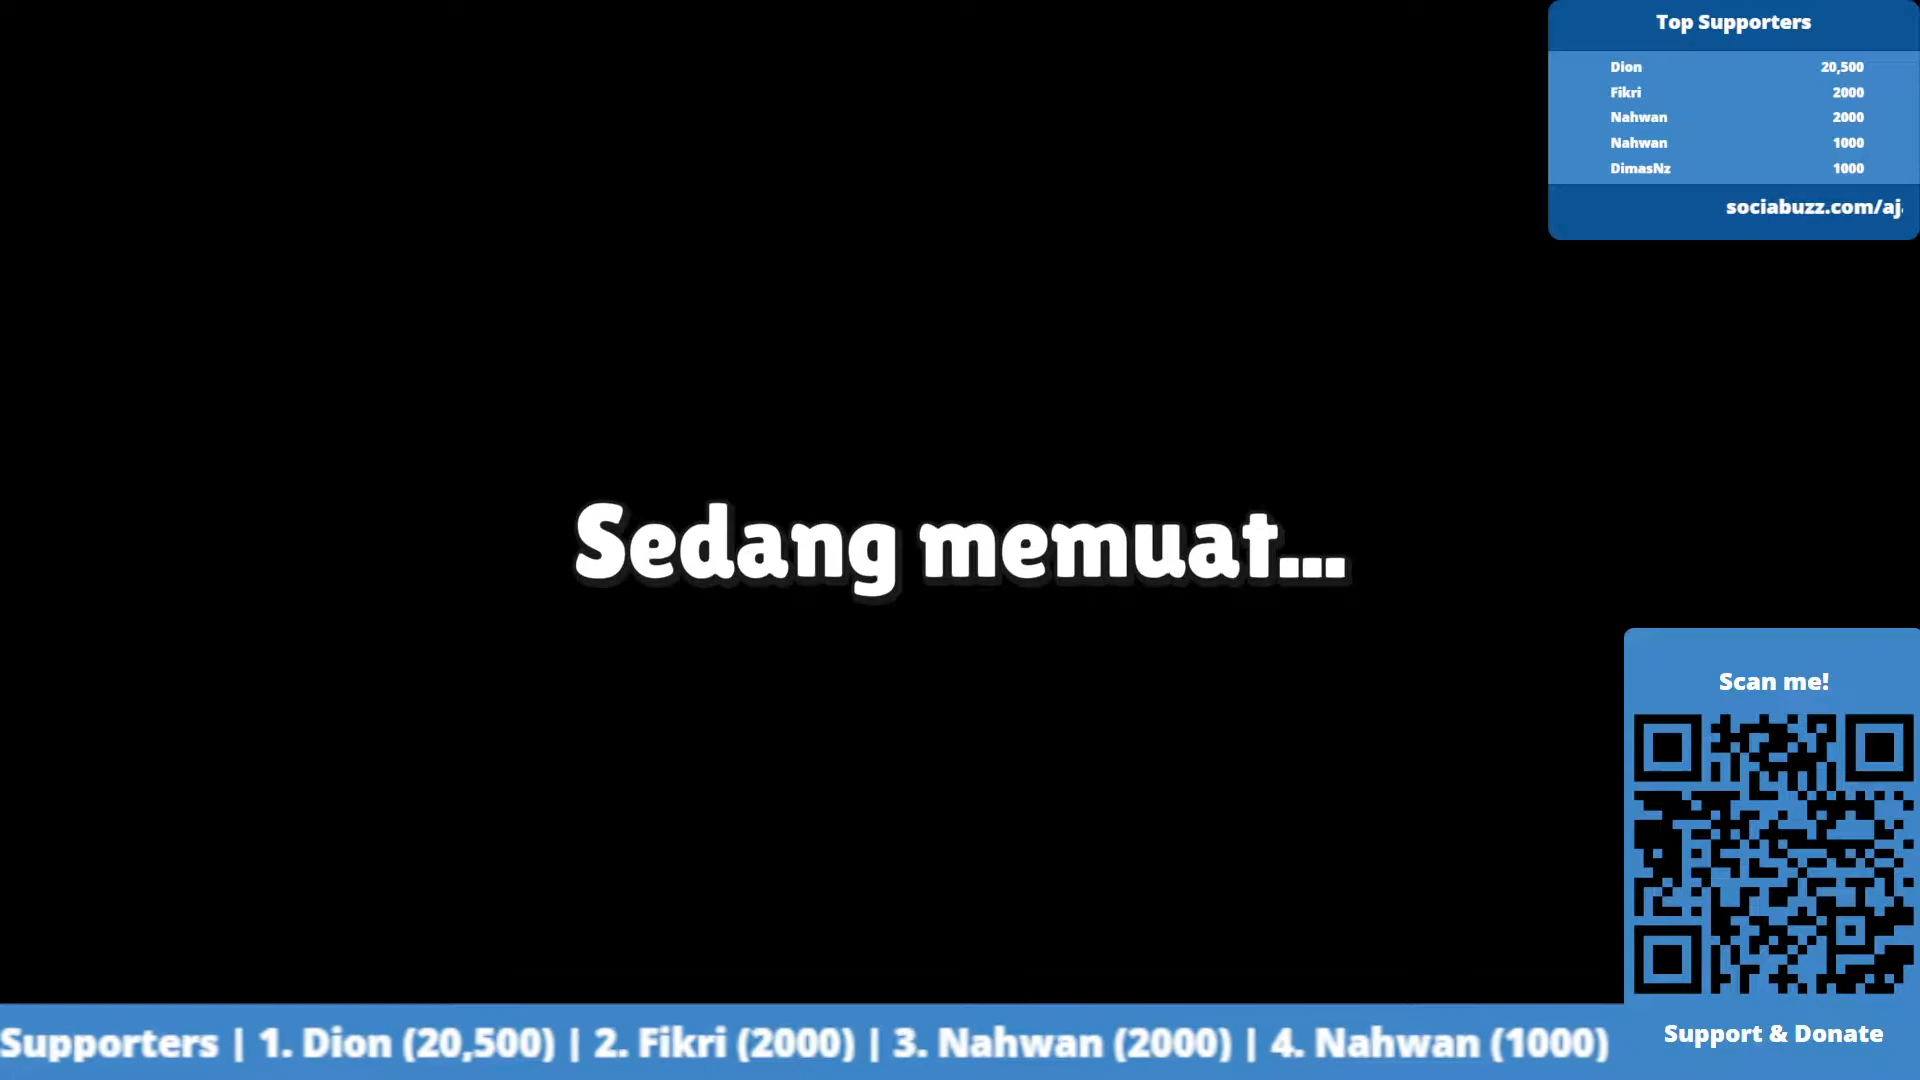 Top Supporters
Dion 20,500
Fikri 2000
Nahwan 2000
Nahwan 1000
DimasNz 1000
sociabuzz.com/aj
Sedang memuat...
Scan me!
Support & Donate
Supporters | 1. Dion (20,500) | 2. Fikri (2000) | 3. Nahwan (2000) | 4. Nahwan (1000)